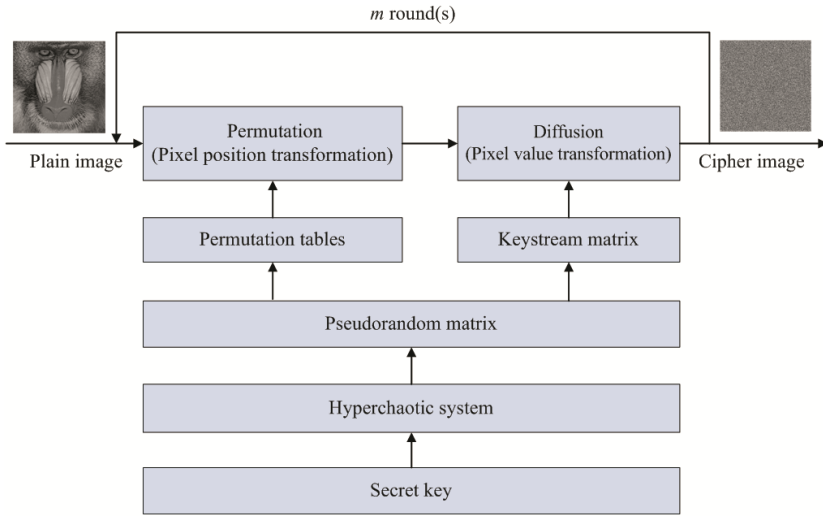 m round(s)
Plain image
Permutation
(Pixel position transformation)
Diffusion
(Pixel value transformation)
Cipher image
Permutation tables
Keystream matrix
Pseudorandom matrix
Hyperchaotic system
Secret key